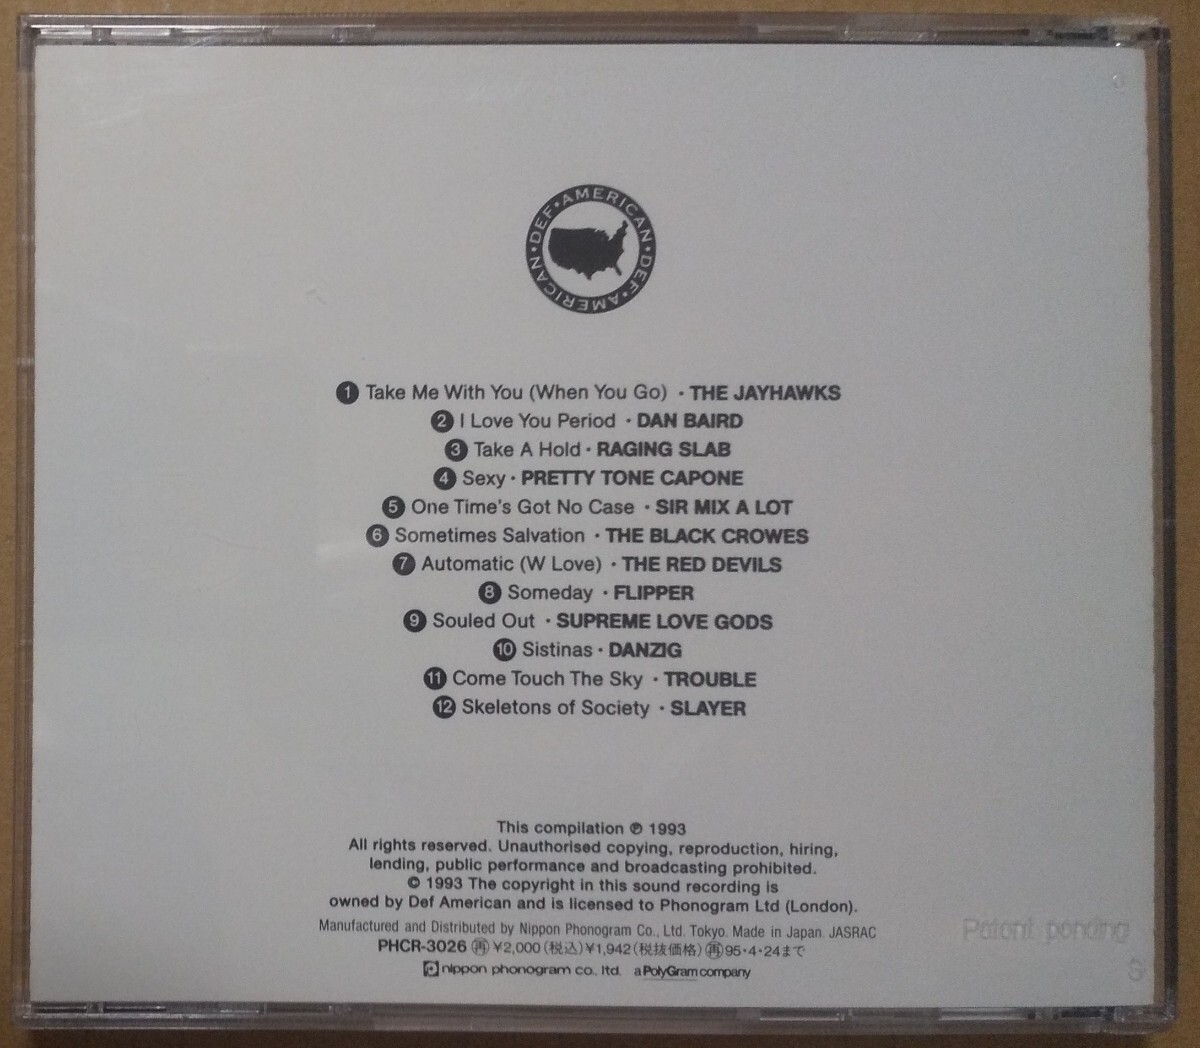 DEF·AMERICAN·DEF·AMERICAN·
1 Take Me With You (When You Go) · THE JAYHAWKS
2 I Love You Period · DAN BAIRD
3 Take A Hold · RAGING SLAB
4 Sexy · PRETTY TONE CAPONE
5 One Time's Got No Case · SIR MIX A LOT
6 Sometimes Salvation · THE BLACK CROWES
7 Automatic (W Love) · THE RED DEVILS
8 Someday · FLIPPER
9 Souled Out · SUPREME LOVE GODS
10 Sistinas · DANZIG
11 Come Touch The Sky · TROUBLE
12 Skeletons of Society · SLAYER
This compilation ℗ 1993
All rights reserved. Unauthorised copying, reproduction, hiring,
lending, public performance and broadcasting prohibited.
© 1993 The copyright in this sound recording is
owned by Def American and is licensed to Phonogram Ltd (London).
Manufactured and Distributed by Nippon Phonogram Co., Ltd. Tokyo. Made in Japan. JASRAC
PHCR-3026 ㊢¥2,000(税込)¥1,942(税抜価格)再95·4·24まで
nippon phonogram co., ltd. a PolyGram company
Patent pending
8